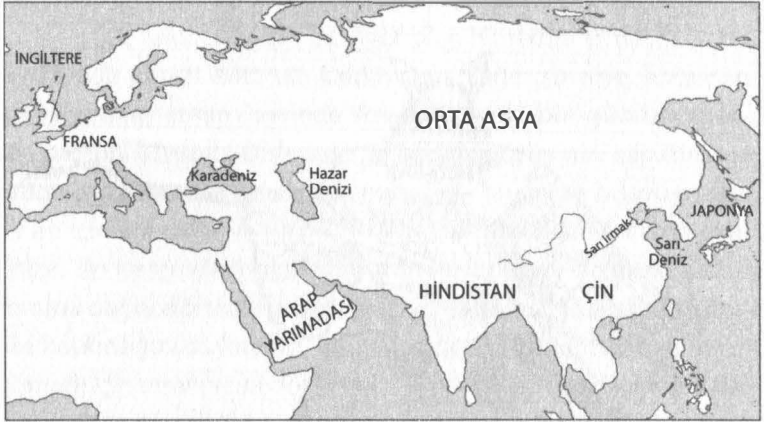 İNGİLTERE
ORTA ASYA
FRANSA
Karadeniz
Hazar
Denizi
JAPONYA
Sarı Irmak
Sarı
Deniz
HİNDİSTAN
ÇİN
ARAP
YARIMADASI